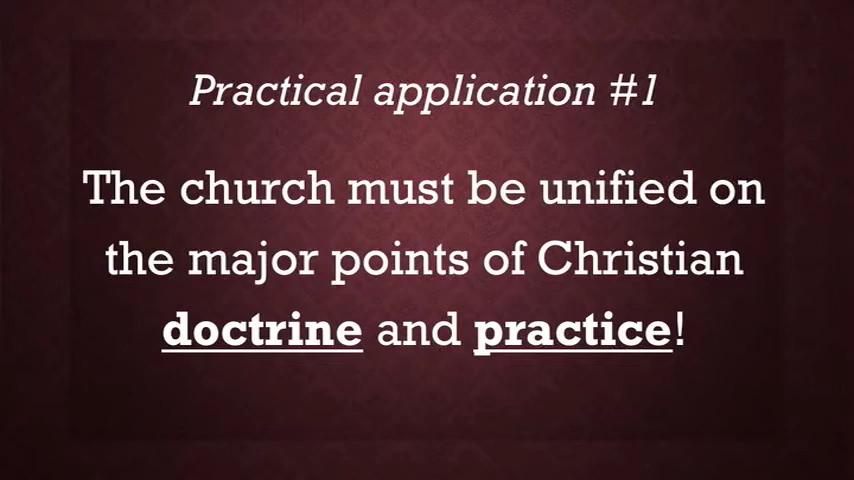 Practical application #1
The church must be unified on
the major points of Christian
doctrine and practice!